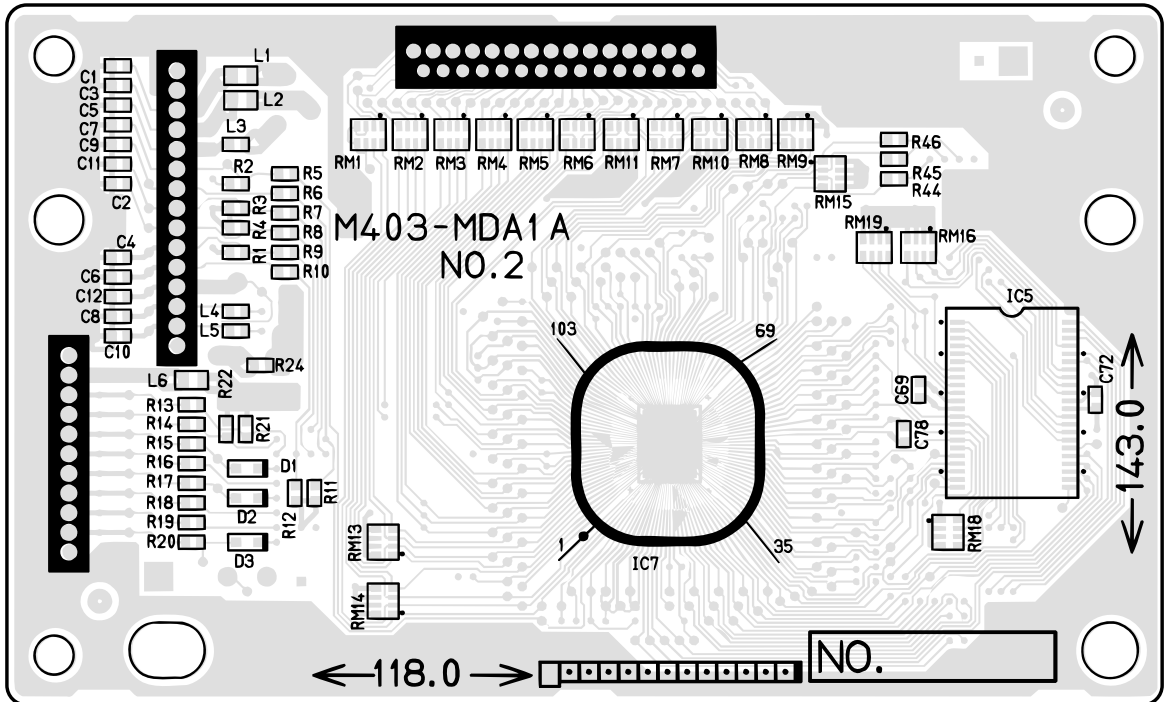 L1
C1
L2
C3
C5
C7
L3
C9
C11
R2
C2
R5
R6
R3
R7
R4
R8
R1
R9
R10
RM1
RM2
RM3
RM4
RM5
RM6
RM11
RM7
RM10
RM8
RM9
R46
R45
R44
RM15
RM19
RM16
M403-MDA1A
NO.2
C4
C6
C12
C8
C10
L4
L5
R24
L6
R22
R13
R14
R21
R15
R16
R17
R18
R19
R20
D1
D2
D3
R12
R11
103
69
IC5
C69
C78
C72
143.0
RM13
RM14
1
IC7
35
RM18
118.0
NO.